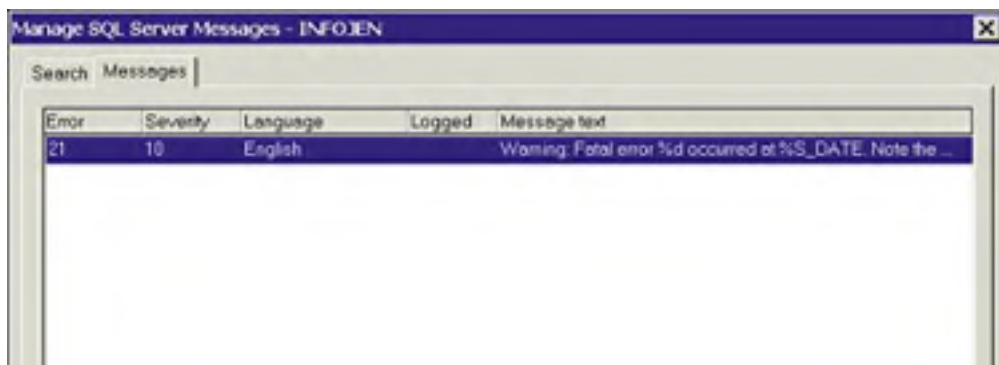 Manage SQL Server Messages - INFOJEN
Search Messages
Error Severity Language Logged Message text
21 10 English Warning: Fatal error %d occurred at %S_DATE. Note the ...